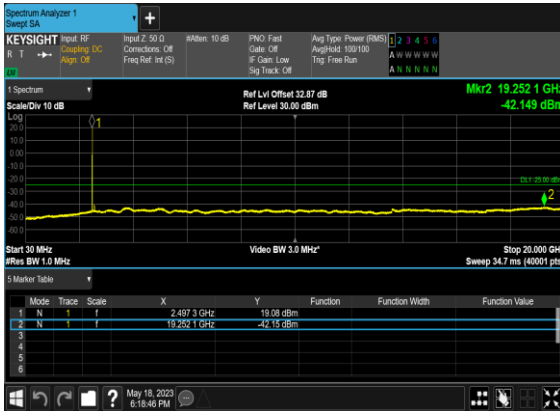 Spectrum Analyzer 1
Swept SA
+
KEYSIGHT Input: RF Input Z: 50 Ω #Atten: 10 dB PNO: Fast Avg Type: Power (RMS) 1 2 3 4 5 6
R T Coupling: DC Corrections: Off Gate: Off Avg|Hold: 100/100 A W W W W W
Align: Off Freq Ref: Int (S) IF Gain: Low Trig: Free Run
LXI Sig Track: Off A N N N N N
1 Spectrum Ref Lvl Offset 32.87 dB Mkr2 19.252 1 GHz
Scale/Div 10 dB Ref Level 30.00 dBm -42.149 dBm
Log
20.0
1
10.0
0.00
-10.0
-20.0
DL1 -25.00 dBm
-30.0
2
-40.0
-50.0
-60.0
Start 30 MHz Video BW 3.0 MHz* Stop 20.000 GHz
#Res BW 1.0 MHz Sweep 34.7 ms (40001 pts)
5 Marker Table
Mode Trace Scale X Y Function Function Width Function Value
1 N 1 f 2.497 3 GHz 19.08 dBm
2 N 1 f 19.252 1 GHz -42.15 dBm
3
4
5
6
? May 18, 2023
6:18:46 PM